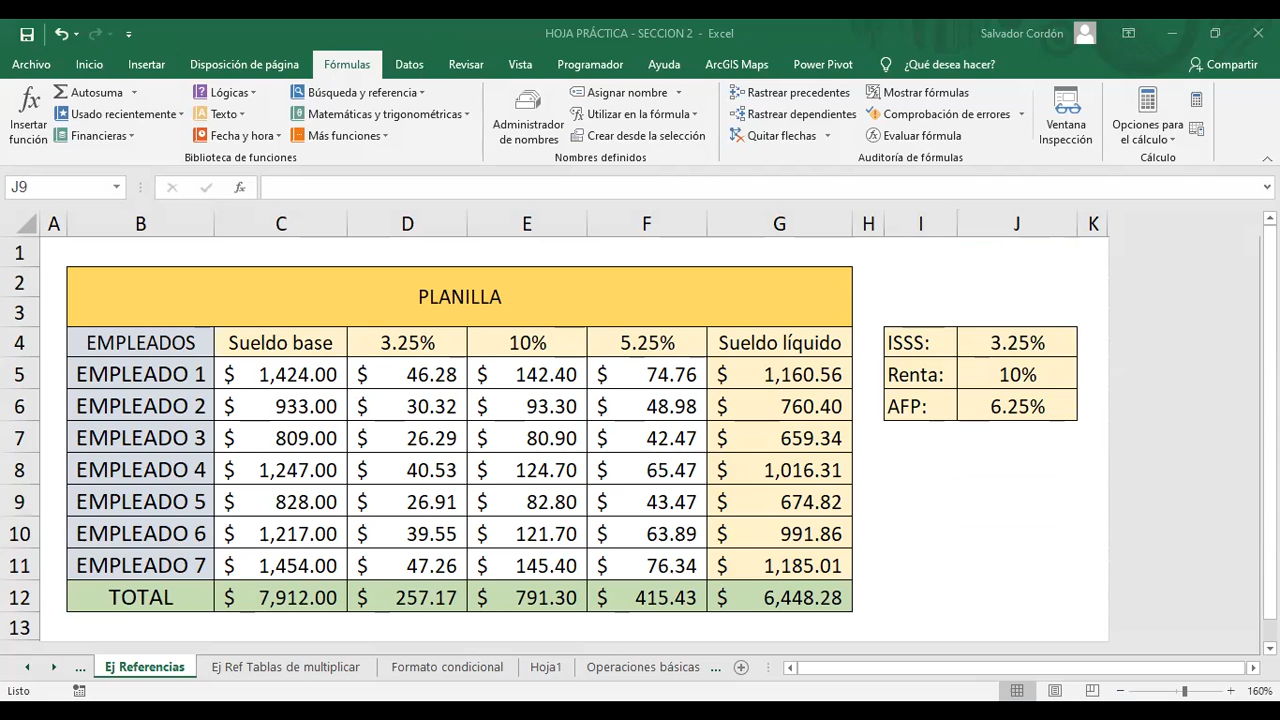 HOJA PRÁCTICA - SECCION 2 - Excel
Salvador Cordón
Archivo Inicio Insertar Disposición de página Fórmulas Datos Revisar Vista Programador Ayuda ArcGIS Maps Power Pivot ¿Qué desea hacer? Compartir
Insertar función
Autosuma
Usado recientemente
Financieras
Lógicas
Texto
Fecha y hora
Búsqueda y referencia
Matemáticas y trigonométricas
Más funciones
Biblioteca de funciones
Administrador de nombres
Asignar nombre
Utilizar en la fórmula
Crear desde la selección
Nombres definidos
Rastrear precedentes
Rastrear dependientes
Quitar flechas
Mostrar fórmulas
Comprobación de errores
Evaluar fórmula
Auditoría de fórmulas
Ventana Inspección
Opciones para el cálculo
Cálculo
J9 fx
A B C D E F G H I J K
1
2
PLANILLA
3
4 EMPLEADOS Sueldo base 3.25% 10% 5.25% Sueldo líquido ISSS: 3.25%
5 EMPLEADO 1 $ 1,424.00 $ 46.28 $ 142.40 $ 74.76 $ 1,160.56 Renta: 10%
6 EMPLEADO 2 $ 933.00 $ 30.32 $ 93.30 $ 48.98 $ 760.40 AFP: 6.25%
7 EMPLEADO 3 $ 809.00 $ 26.29 $ 80.90 $ 42.47 $ 659.34
8 EMPLEADO 4 $ 1,247.00 $ 40.53 $ 124.70 $ 65.47 $ 1,016.31
9 EMPLEADO 5 $ 828.00 $ 26.91 $ 82.80 $ 43.47 $ 674.82
10 EMPLEADO 6 $ 1,217.00 $ 39.55 $ 121.70 $ 63.89 $ 991.86
11 EMPLEADO 7 $ 1,454.00 $ 47.26 $ 145.40 $ 76.34 $ 1,185.01
12 TOTAL $ 7,912.00 $ 257.17 $ 791.30 $ 415.43 $ 6,448.28
13
... Ej Referencias Ej Ref Tablas de multiplicar Formato condicional Hoja1 Operaciones básicas ...
Listo 160%